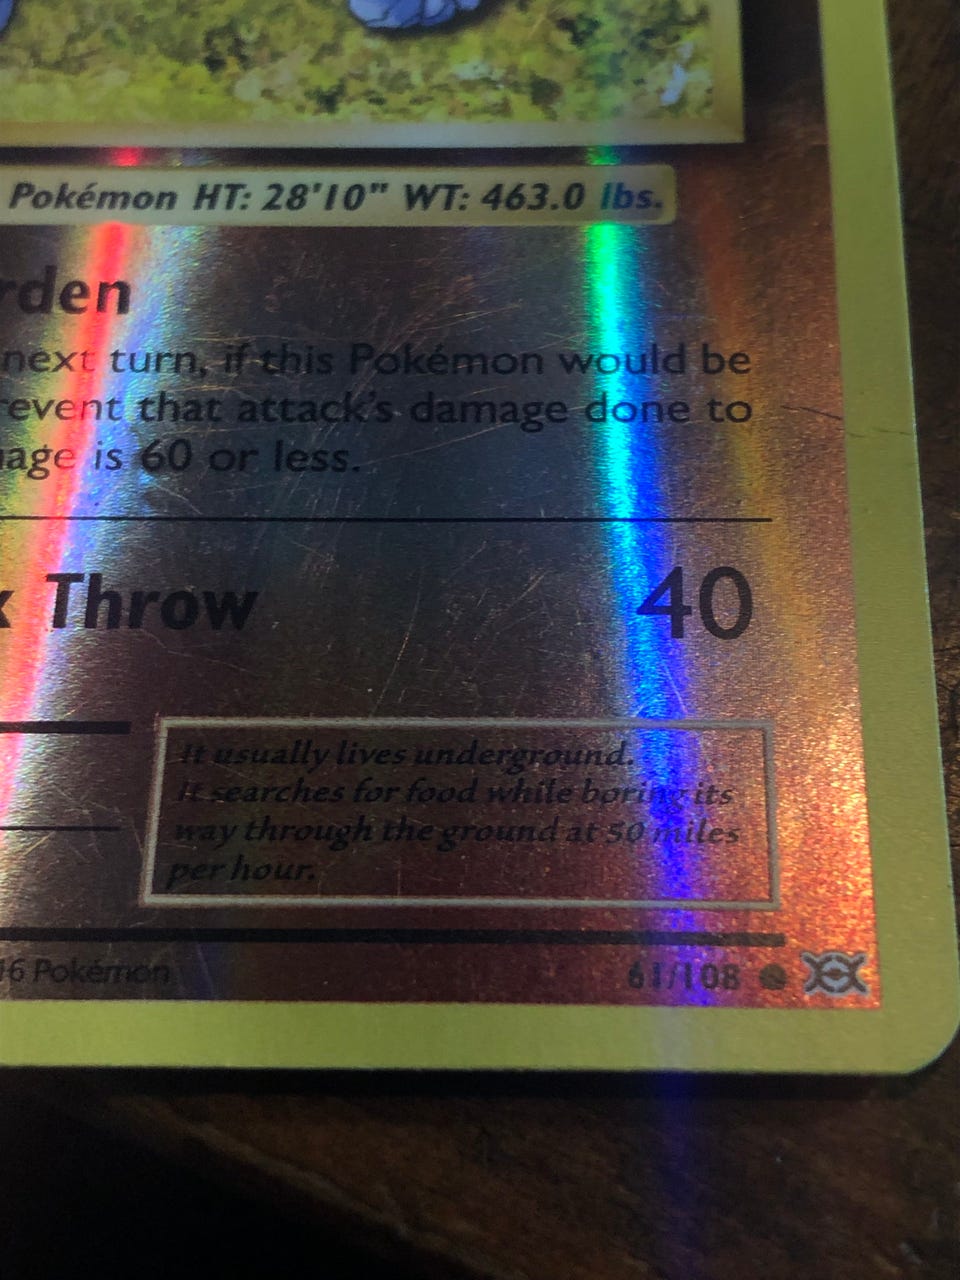 Pokémon HT: 28'10" WT: 463.0 lbs.
rden
next turn, if this Pokémon would be
revent that attack's damage done to
mage is 60 or less.
k Throw 40
It usually lives underground.
It searches for food while boring its
way through the ground at 50 miles
per hour.
16 Pokémon 61/108